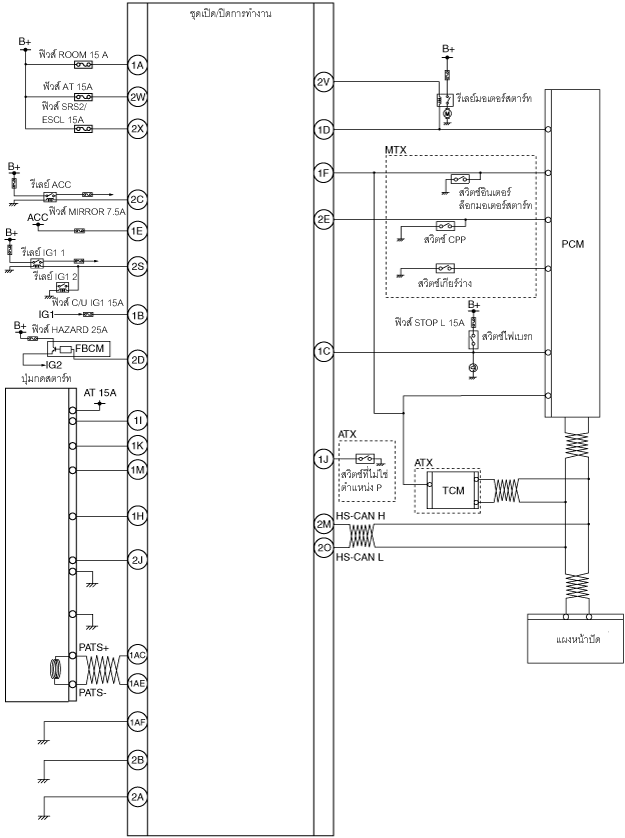 ชุดเปิด/ปิดการทำงาน
B+
ฟิวส์ ROOM 15 A
1A
ฟิวส์ AT 15A
2W
ฟิวส์ SRS2/
ESCL 15A
2X
B+
รีเลย์ ACC
2C
ฟิวส์ MIRROR 7.5A
ACC
1E
B+
รีเลย์ IG1 1
2S
รีเลย์ IG1 2
ฟิวส์ C/U IG1 15A
IG1
1B
B+
ฟิวส์ HAZARD 25A
FBCM
2D
IG2
ปุ่มกดสตาร์ท
AT 15A
1I
1K
1M
1H
2J
PATS+
1AC
PATS-
1AE
1AF
2B
2A
2V
B+
รีเลย์มอเตอร์สตาร์ท
M
1D
MTX
1F
สวิตช์อินเตอร์
ล็อกมอเตอร์สตาร์ท
2E
สวิตช์ CPP
สวิตช์เกียร์ว่าง
PCM
B+
ฟิวส์ STOP L 15A
สวิตช์ไฟเบรก
1C
ATX
1J
สวิตช์ที่ไม่ใช่
ตำแหน่ง P
ATX
TCM
2M
HS-CAN H
2O
HS-CAN L
แผงหน้าปัด